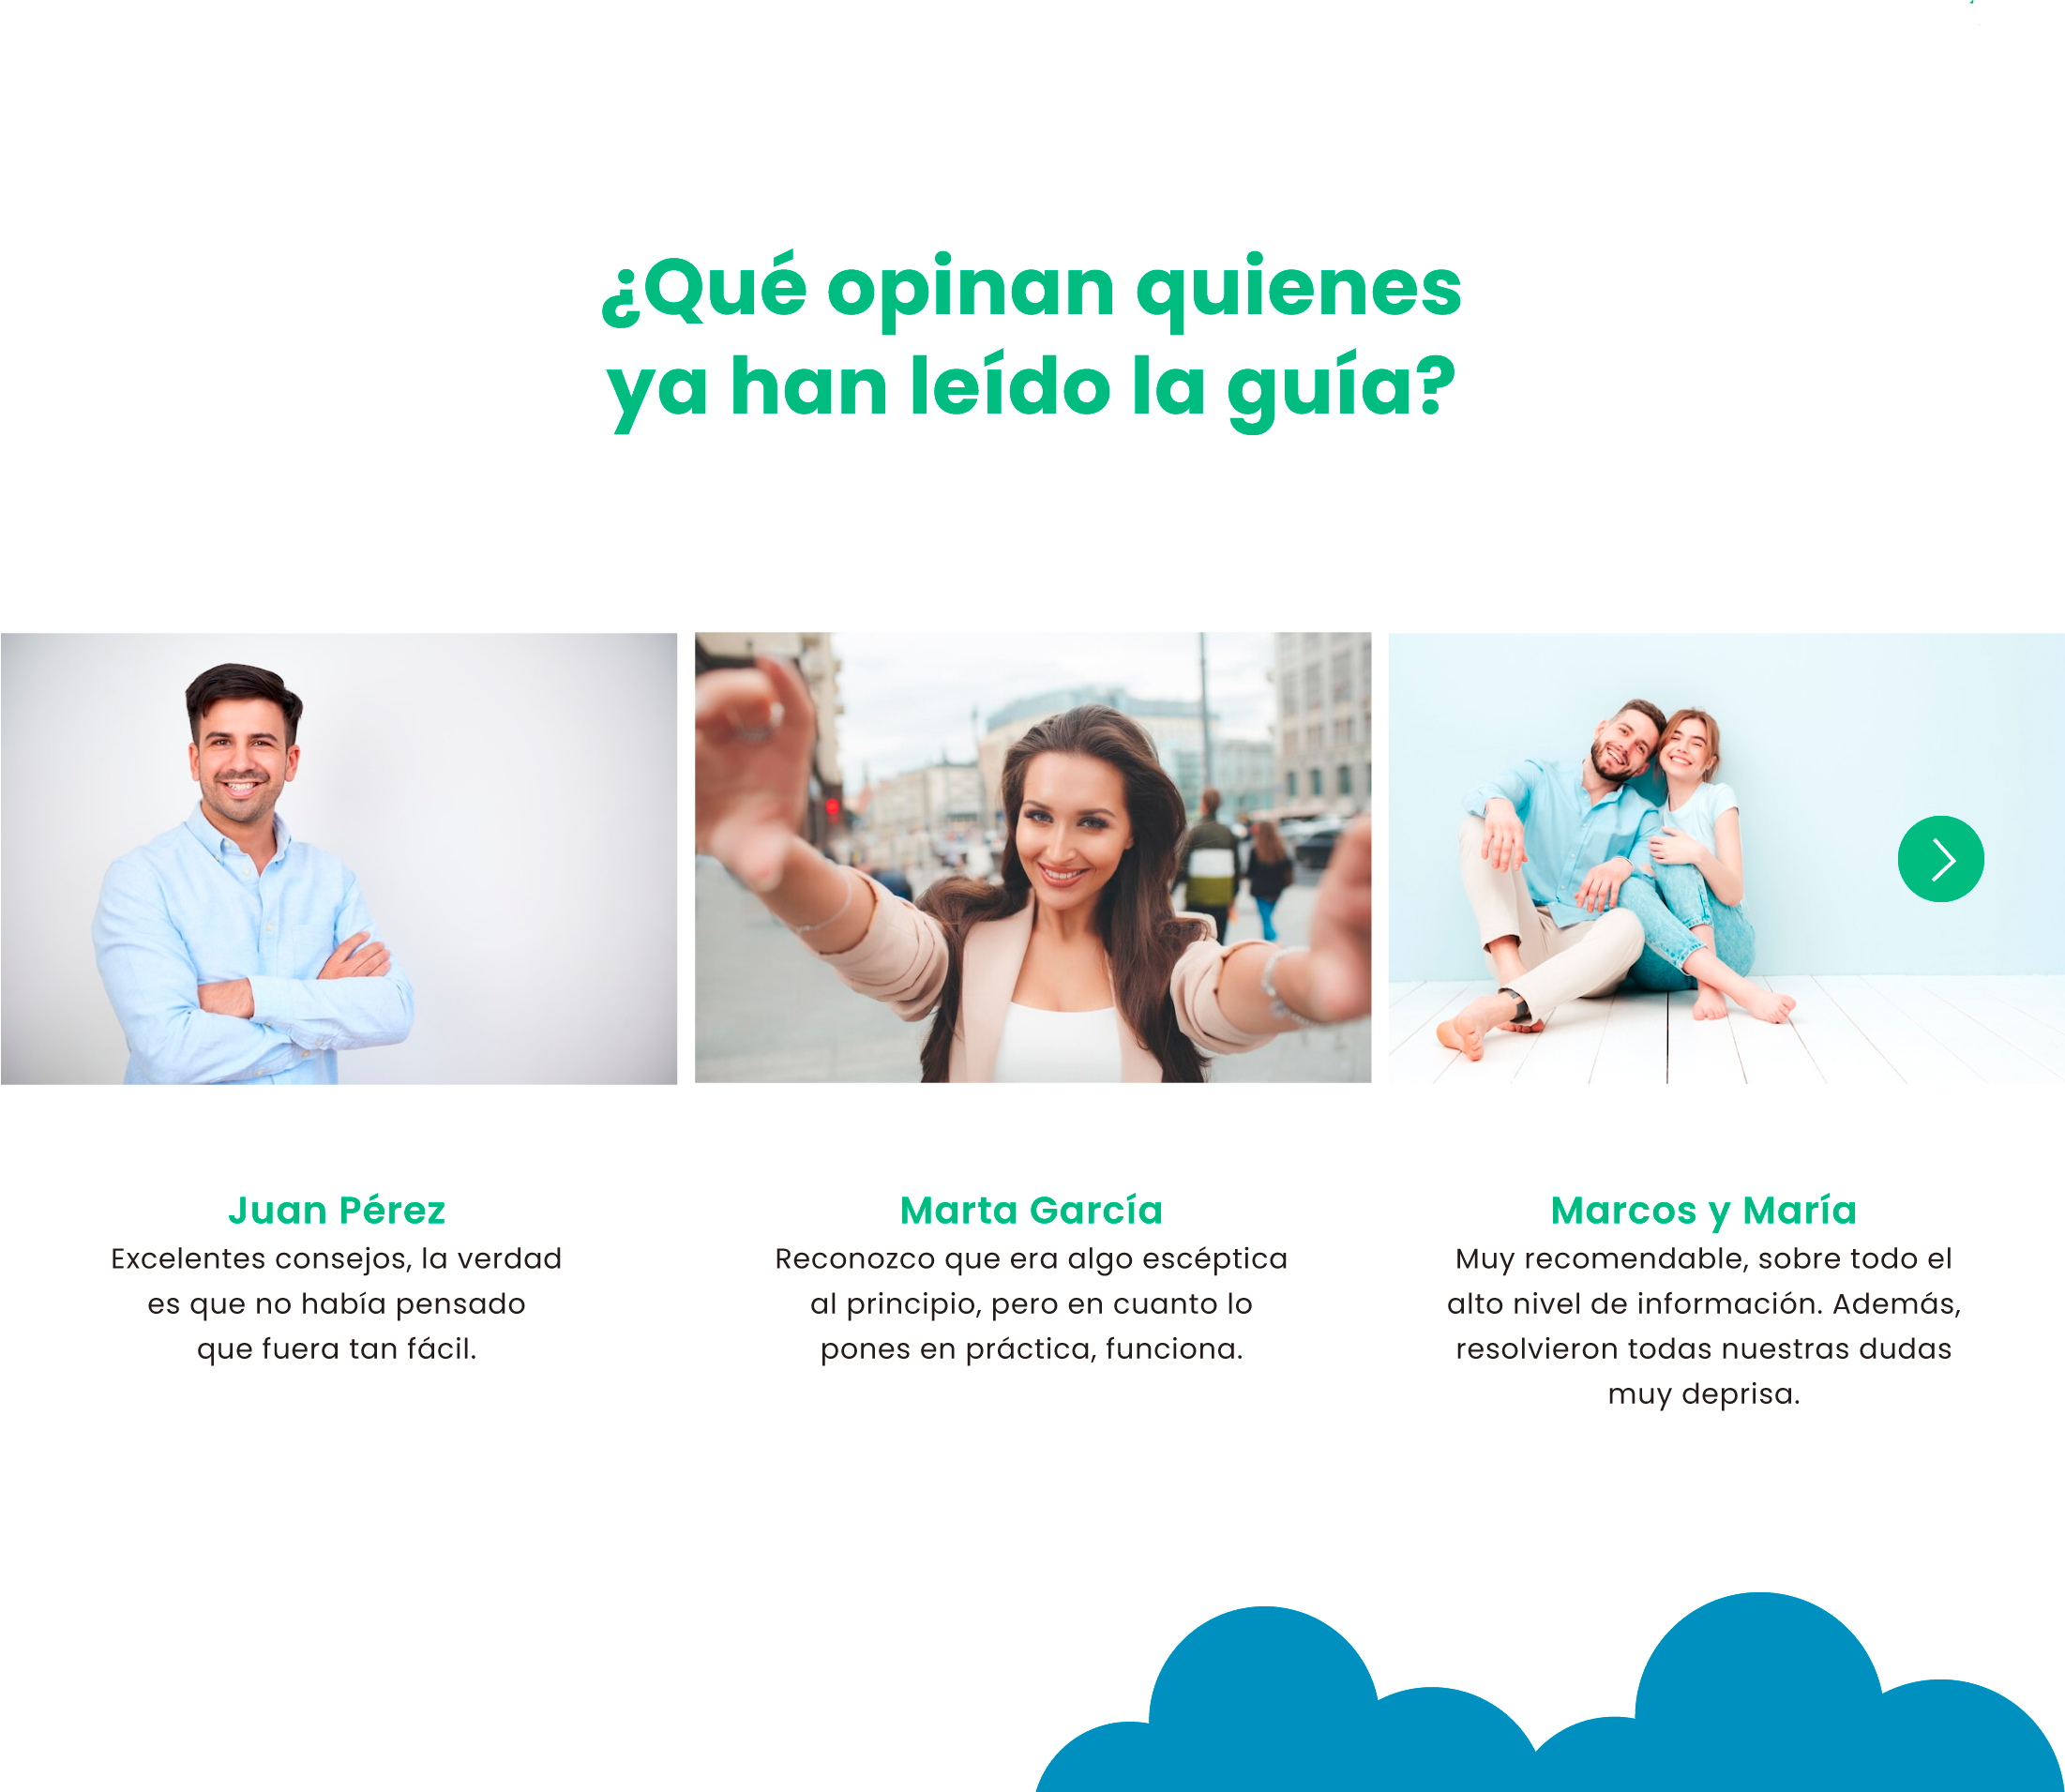 ¿Qué opinan quienes
ya han leído la guía?
Juan Pérez
Excelentes consejos, la verdad
es que no había pensado
que fuera tan fácil.
Marta García
Reconozco que era algo escéptica
al principio, pero en cuanto lo
pones en práctica, funciona.
Marcos y María
Muy recomendable, sobre todo el
alto nivel de información. Además,
resolvieron todas nuestras dudas
muy deprisa.